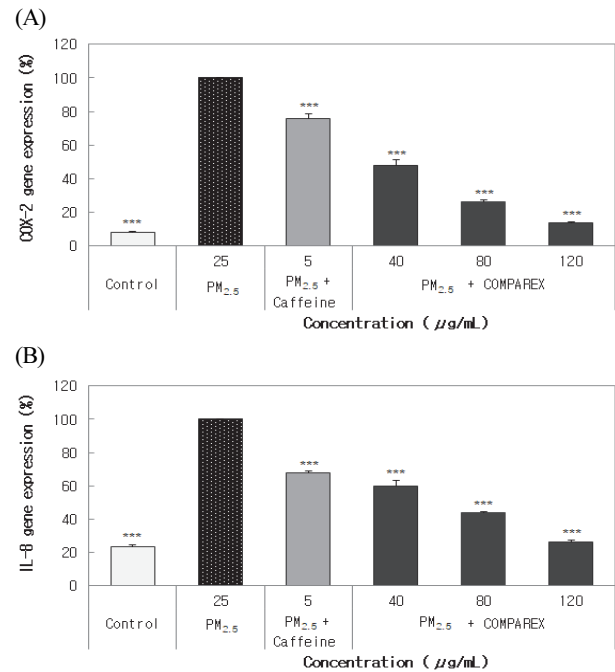 (A)
COX-2 gene expression (%)
120
100
80
60
40
20
0
***
***
***
***
***
25 5 40 80 120
Control PM2.5 PM2.5 + Caffeine PM2.5 + COMPAREX
Concentration (μg/mL)
(B)
IL-8 gene expression (%)
120
100
80
60
40
20
0
***
***
***
***
***
25 5 40 80 120
Control PM2.5 PM2.5 + Caffeine PM2.5 + COMPAREX
Concentration (μg/mL)